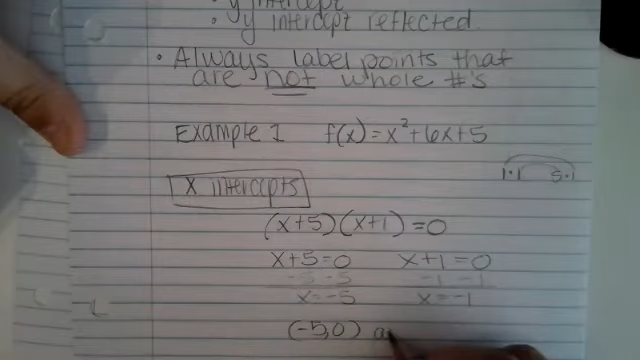 • y intercept
• y intercept reflected.
• Always label points that
are not whole #'s
Example 1 f(x)=x²+6x+5
1·1 5·1
x intercepts
(x+5)(x+1)=0
x+5=0 x+1=0
-5 -5 -1 -1
x=-5 x=-1
(-5,0) a